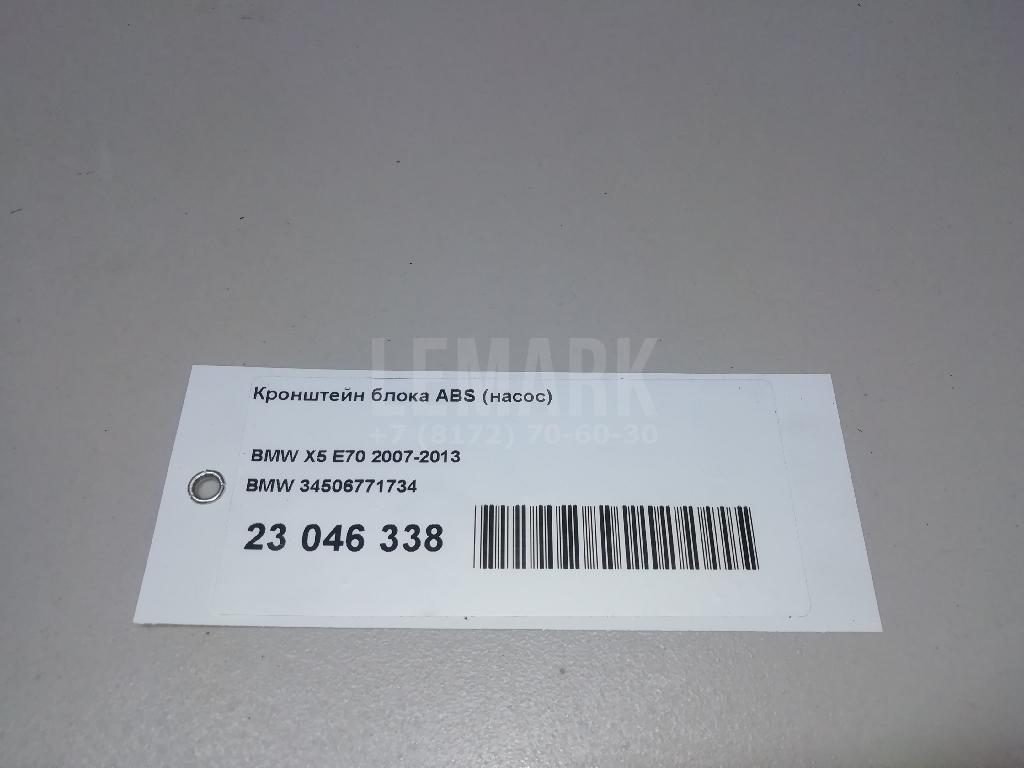 LEMARK
Кронштейн блока ABS (насос)
+7 (8172) 70-60-30
BMW X5 E70 2007-2013
BMW 34506771734
23 046 338